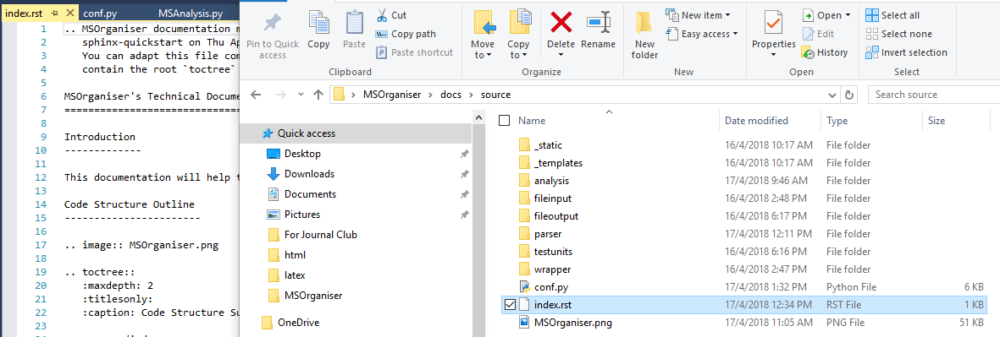 index.rst
conf.py
MSAnalysis.py
1 .. MSOrganiser documentation m
2 sphinx-quickstart on Thu Ap
3 You can adapt this file com
4 contain the root `toctree`
5
6 MSOrganiser's Technical Docume
7 ==============================
8
9 Introduction
10 -------------
11
12 This documentation will help t
13
14 Code Structure Outline
15 -----------------------
16
17 .. image:: MSOrganiser.png
18
19 .. toctree::
20 :maxdepth: 2
21 :titlesonly:
22 :caption: Code Structure Su
23
Pin to Quick access
Copy
Paste
Cut
Copy path
Paste shortcut
Clipboard
Move to
Copy to
Delete
Rename
Organize
New folder
New item
Easy access
New
Properties
Open
Edit
History
Open
Select all
Select none
Invert selection
Select
MSOrganiser > docs > source
Search source
Quick access
Desktop
Downloads
Documents
Pictures
For Journal Club
html
latex
MSOrganiser
OneDrive
Name Date modified Type Size
_static 16/4/2018 10:17 AM File folder
_templates 16/4/2018 10:17 AM File folder
analysis 17/4/2018 9:46 AM File folder
fileinput 16/4/2018 2:48 PM File folder
fileoutput 16/4/2018 6:17 PM File folder
parser 17/4/2018 12:11 PM File folder
testunits 16/4/2018 6:16 PM File folder
wrapper 16/4/2018 2:47 PM File folder
conf.py 17/4/2018 1:32 PM Python File 6 KB
index.rst 17/4/2018 12:34 PM RST File 1 KB
MSOrganiser.png 17/4/2018 11:05 AM PNG File 51 KB